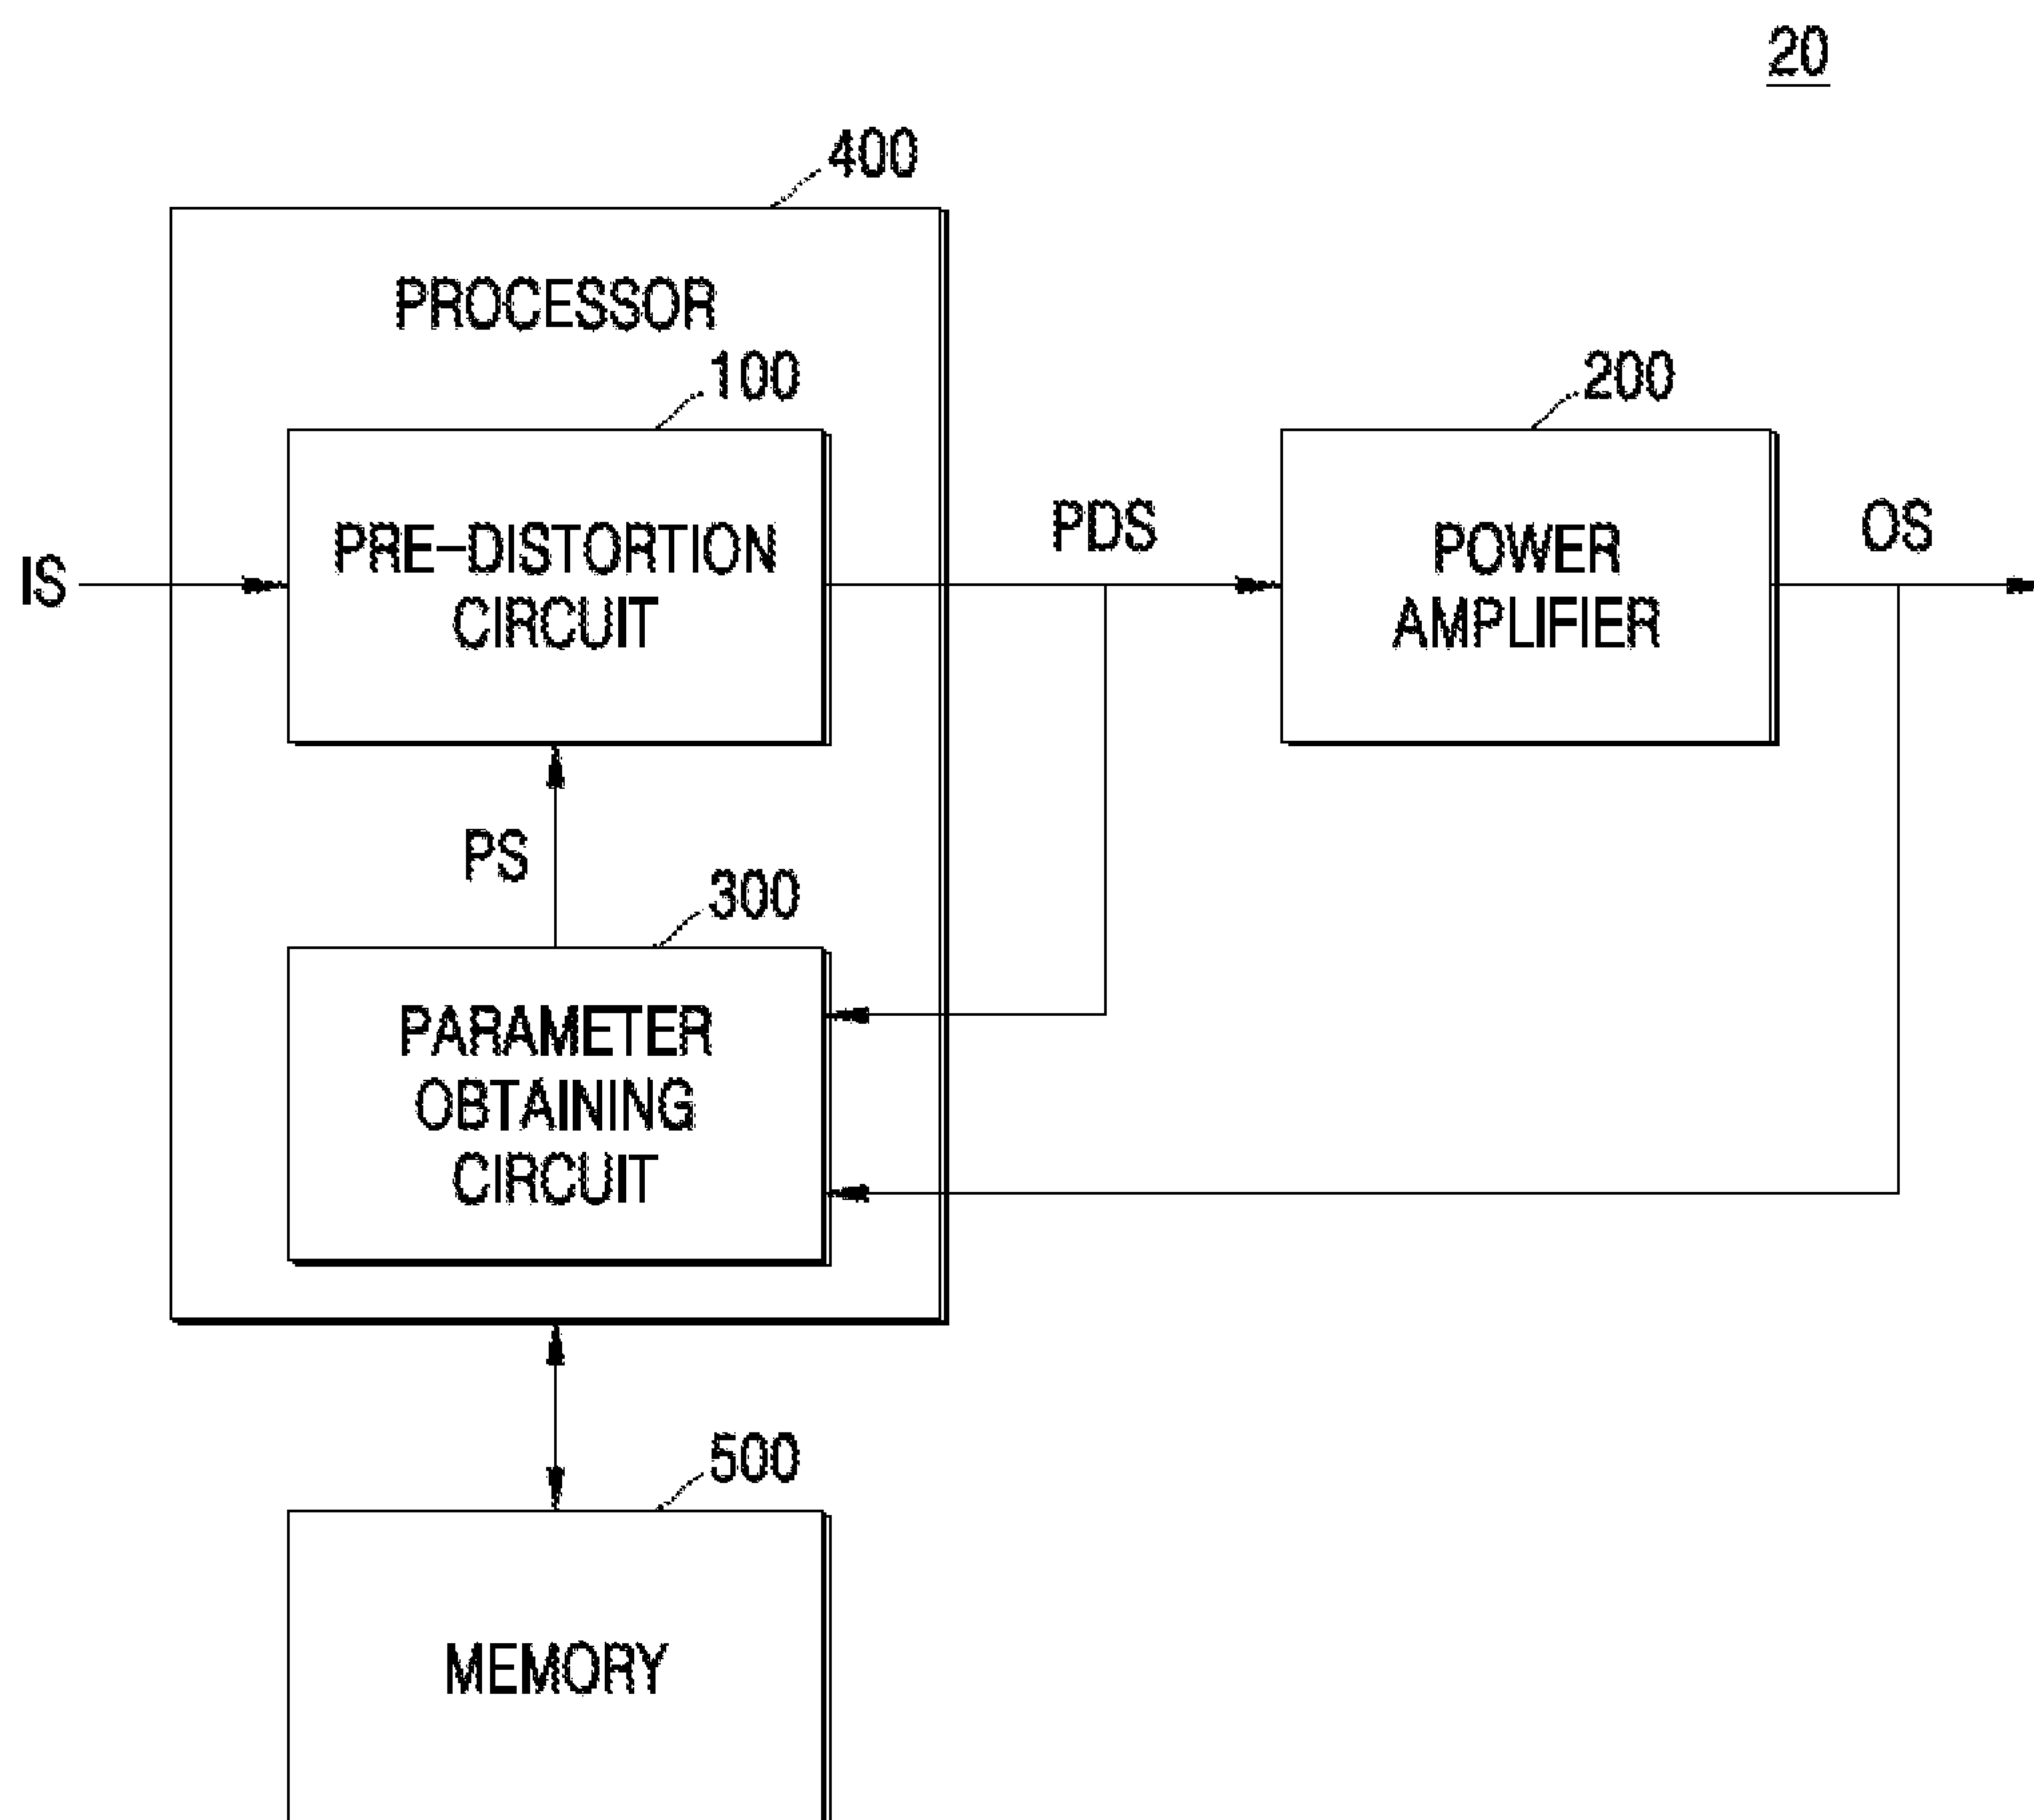 20
400
PROCESSOR
100
PRE-DISTORTION
CIRCUIT
IS
PDS
200
POWER
AMPLIFIER
OS
PS
300
PARAMETER
OBTAINING
CIRCUIT
500
MEMORY